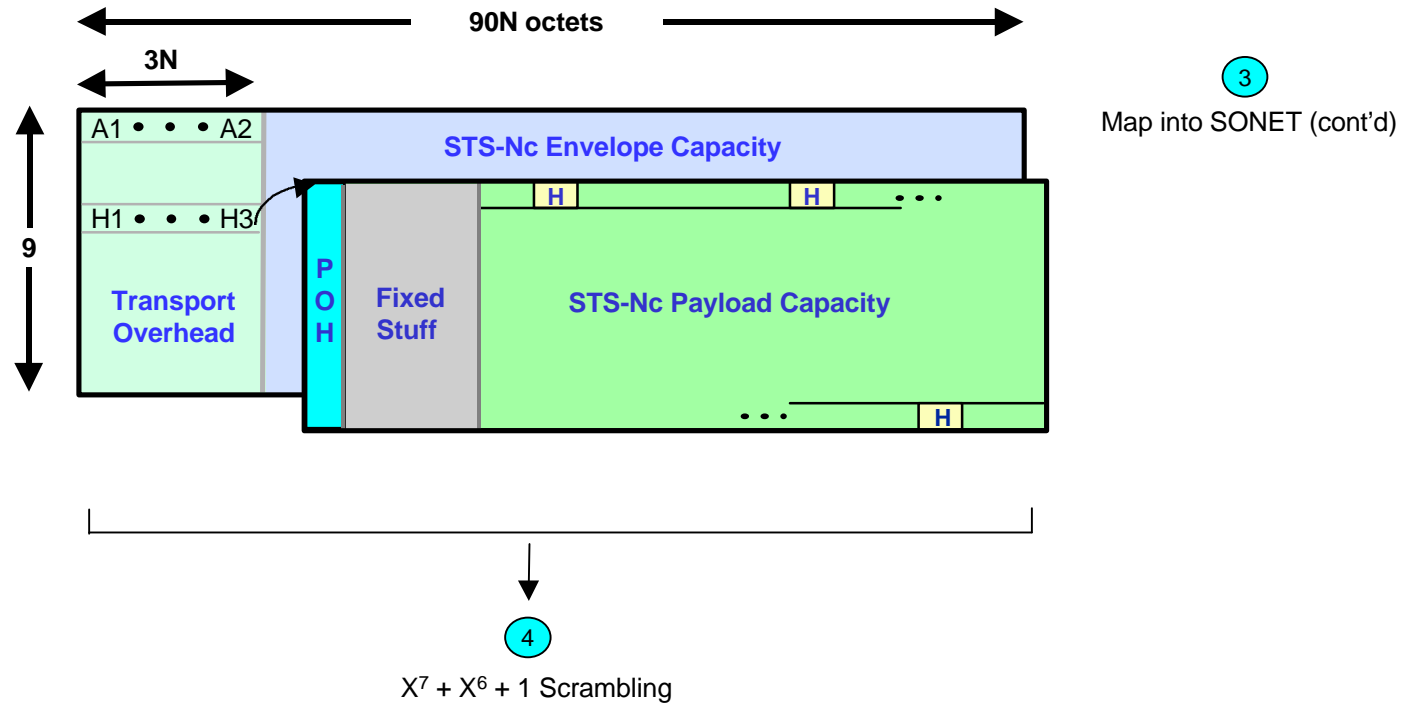 90N octets
3N
3
Map into SONET (cont'd)
A1 • • • A2
STS-Nc Envelope Capacity
H H • • •
H1 • • • H3
9
P
O
H
Fixed
Stuff
STS-Nc Payload Capacity
Transport
Overhead
• • • H
4
X⁷ + X⁶ + 1 Scrambling